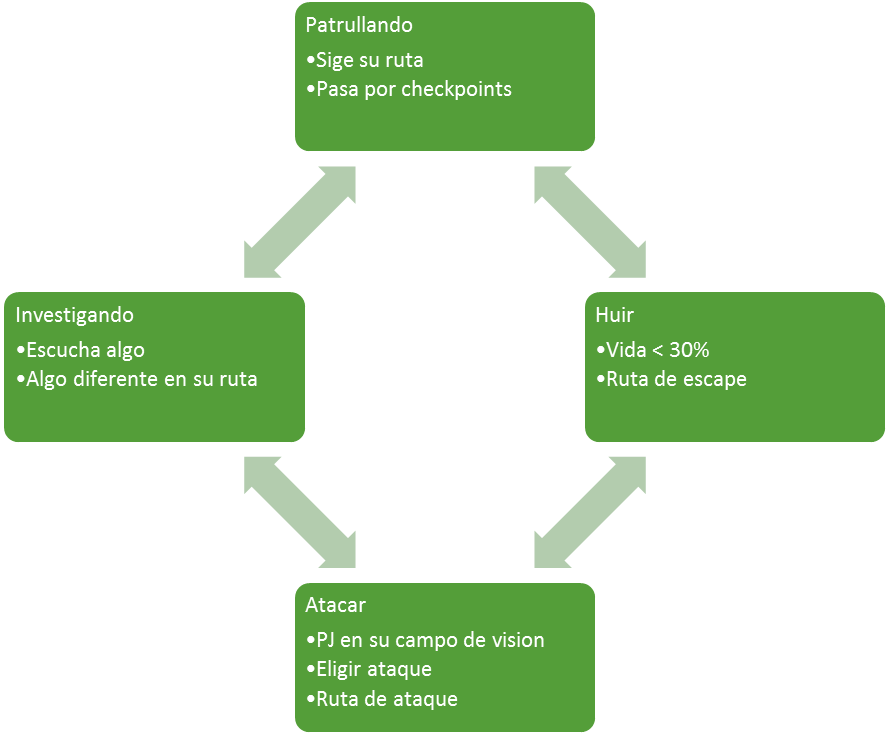 Patrullando
•Sige su ruta
•Pasa por checkpoints
Investigando
•Escucha algo
•Algo diferente en su ruta
Huir
•Vida < 30%
•Ruta de escape
Atacar
•PJ en su campo de vision
•Eligir ataque
•Ruta de ataque